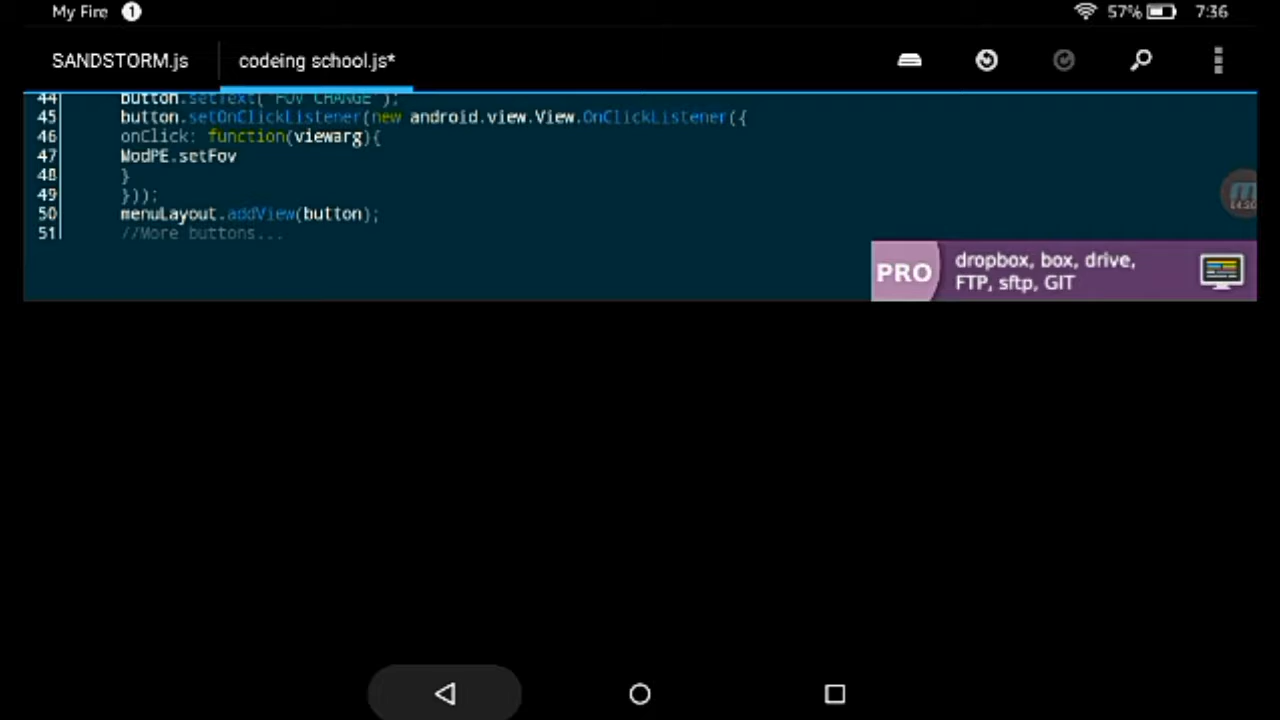 My Fire 1 57% 7:36
SANDSTORM.js codeing school.js*
44 button.setText("FOV CHANGE");
45 button.setOnClickListener(new android.view.View.OnClickListener({
46 onClick: function(viewarg){
47 ModPE.setFov
48 }
49 }));
50 menuLayout.addView(button);
51 //More buttons...
PRO dropbox, box, drive,
FTP, sftp, GIT